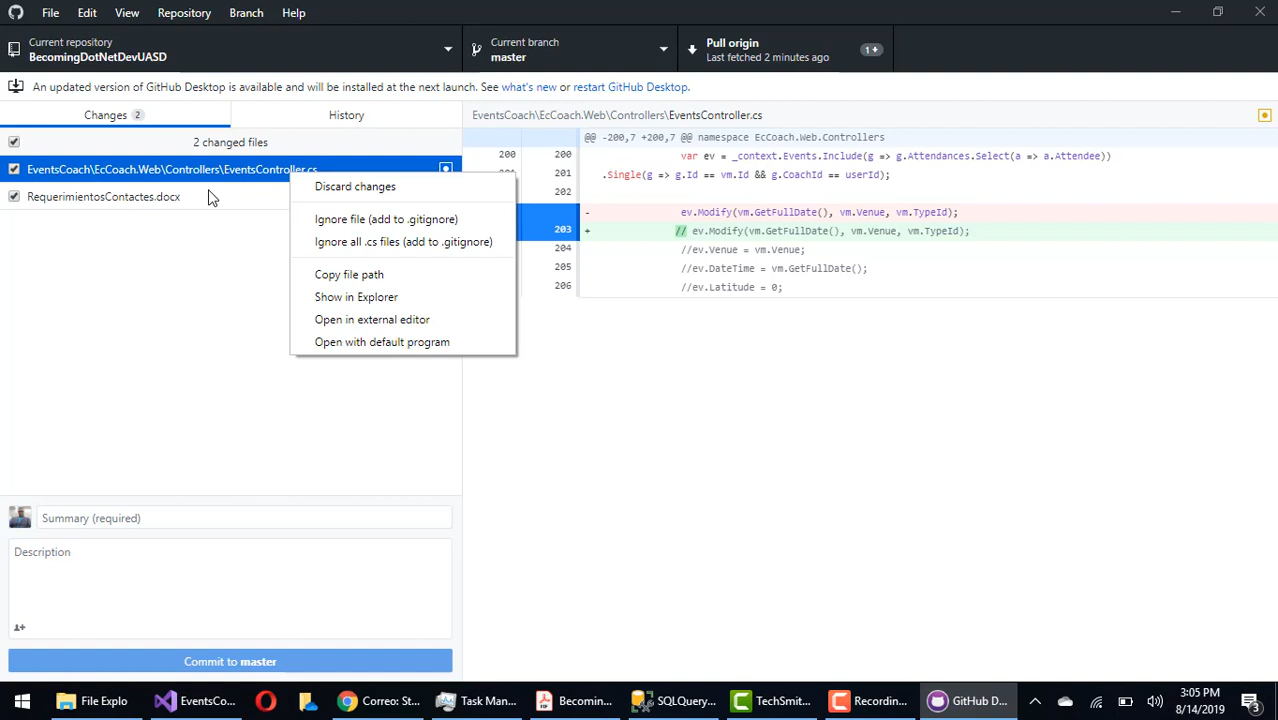 File Edit View Repository Branch Help
Current repository
BecomingDotNetDevUASD
Current branch
master
Pull origin
Last fetched 2 minutes ago
1
An updated version of GitHub Desktop is available and will be installed at the next launch. See what's new or restart GitHub Desktop.
Changes 2
History
EventsCoach\EcCoach.Web\Controllers\EventsController.cs
2 changed files
EventsCoach\EcCoach.Web\Controllers\EventsController.cs
RequerimientosContactes.docx
Discard changes
Ignore file (add to .gitignore)
Ignore all .cs files (add to .gitignore)
Copy file path
Show in Explorer
Open in external editor
Open with default program
@@ -200,7 +200,7 @@ namespace EcCoach.Web.Controllers
200 200 var ev = _context.Events.Include(g => g.Attendances.Select(a => a.Attendee))
201 .Single(g => g.Id == vm.Id && g.CoachId == userId);
202
- ev.Modify(vm.GetFullDate(), vm.Venue, vm.TypeId);
203 + // ev.Modify(vm.GetFullDate(), vm.Venue, vm.TypeId);
204 //ev.Venue = vm.Venue;
205 //ev.DateTime = vm.GetFullDate();
206 //ev.Latitude = 0;
Summary (required)
Description
Commit to master
File Explo
EventsCo...
Correo: St...
Task Man...
Becomin...
SQLQuery...
TechSmit...
Recording...
GitHub D...
3:05 PM
8/14/2019
3